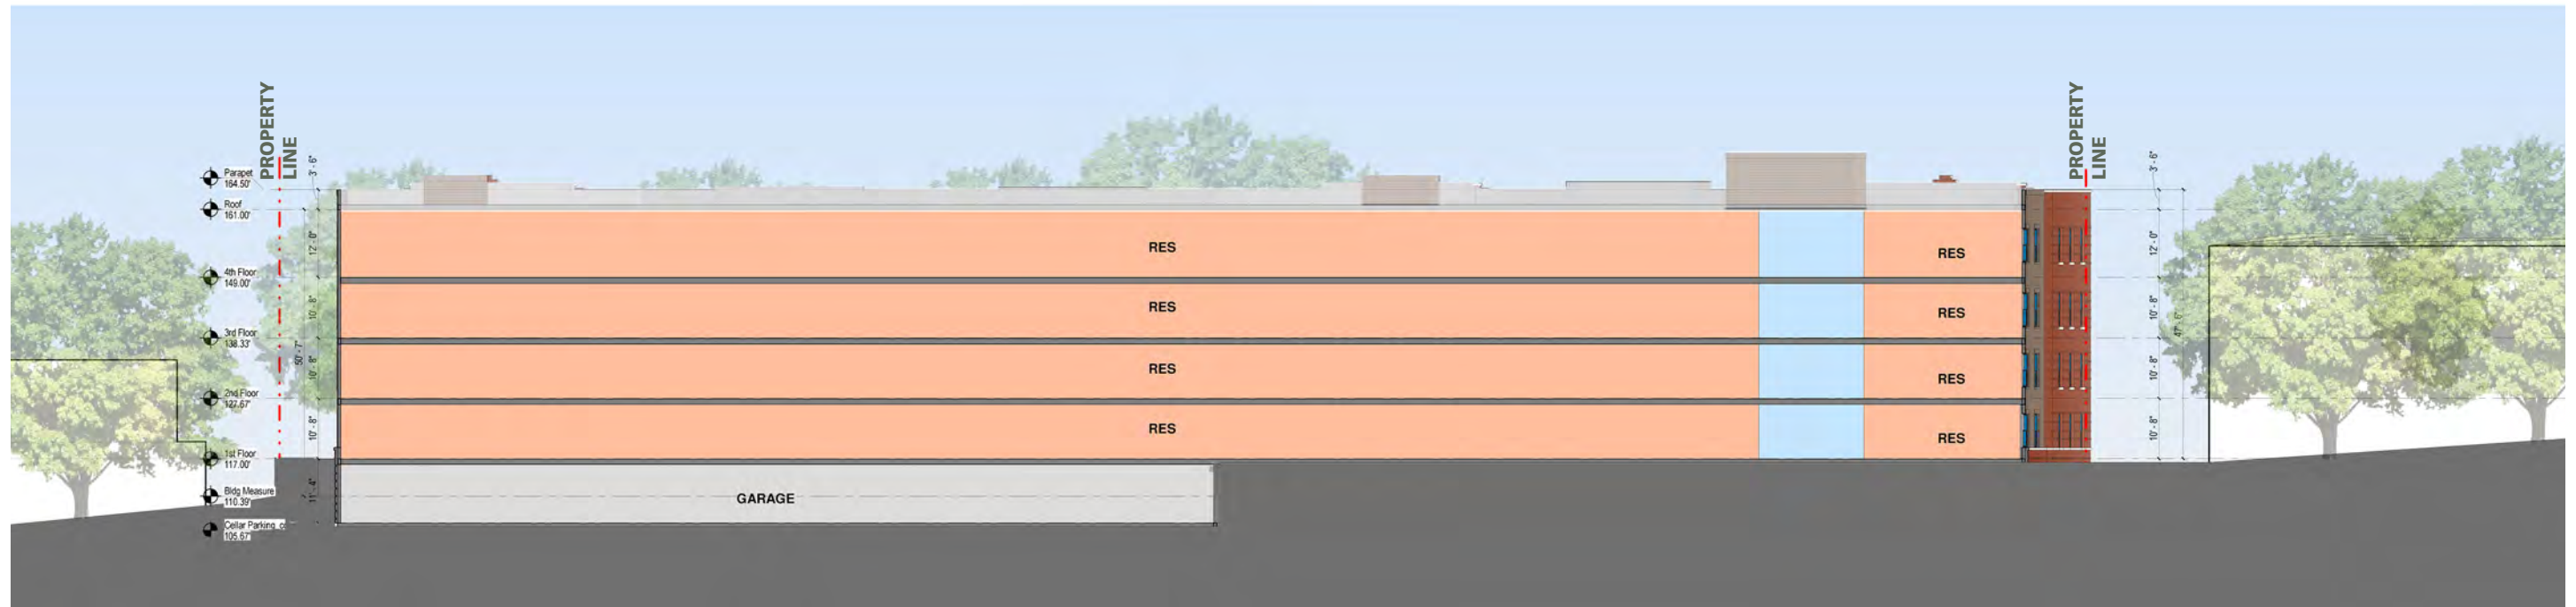 PROPERTY
LINE
PROPERTY
LINE
3' - 6"
3' - 6"
Parapet
164.50'
Roof
161.00'
12' - 0"
RES
RES
12' - 0"
4th Floor
149.00'
10' - 8"
RES
RES
10' - 8"
3rd Floor
138.33'
50' - 7"
47' - 6"
10' - 8"
RES
RES
10' - 8"
2nd Floor
127.67'
10' - 8"
RES
RES
10' - 8"
1st Floor
117.00'
Bldg Measure
110.39'
11' - 4"
GARAGE
Cellar Parking
105.67'